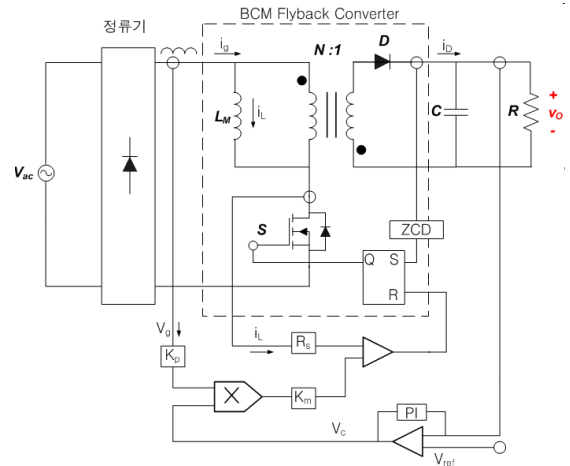 정류기
BCM Flyback Converter
i_g
N :1
D
i_D
L_M
i_L
C
R
+
v_O
-
V_ac
S
ZCD
Q
S
R
V_g
i_L
R_s
K_p
X
K_m
PI
V_c
V_ref